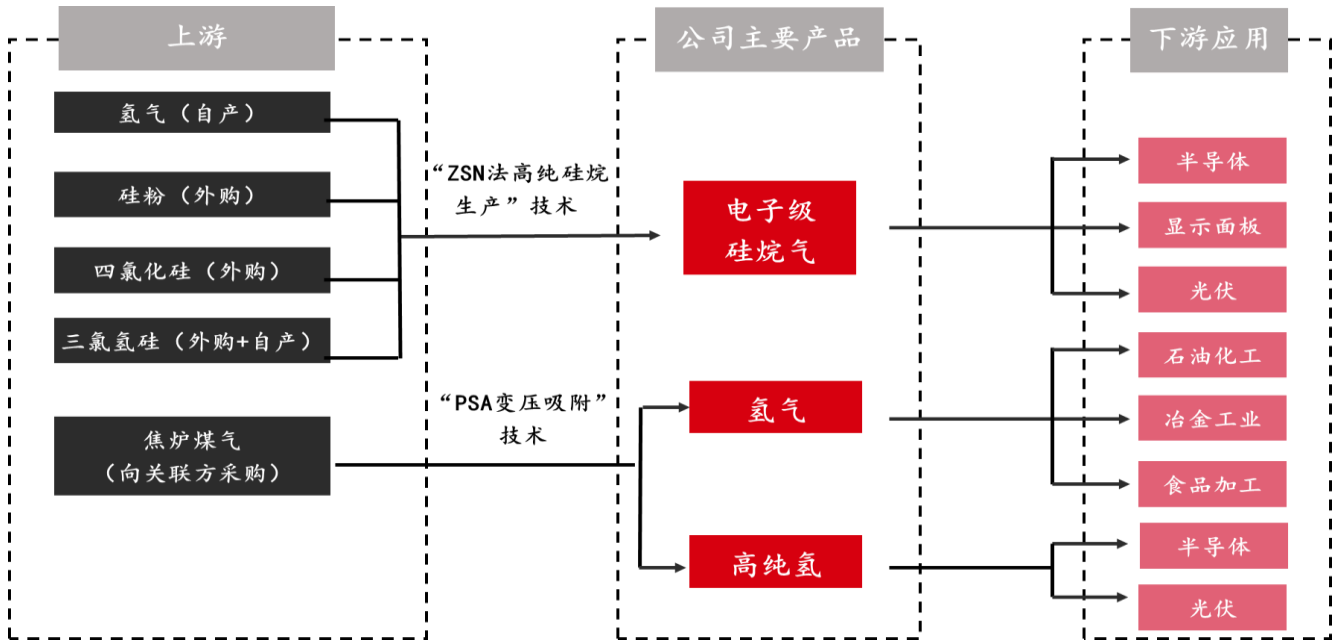 上游
公司主要产品
下游应用
氢气（自产）
硅粉（外购）
四氯化硅（外购）
三氯氢硅（外购+自产）
焦炉煤气
（向关联方采购）
“ZSN法高纯硅烷
生产”技术
“PSA变压吸附”
技术
电子级
硅烷气
氢气
高纯氢
半导体
显示面板
光伏
石油化工
冶金工业
食品加工
半导体
光伏